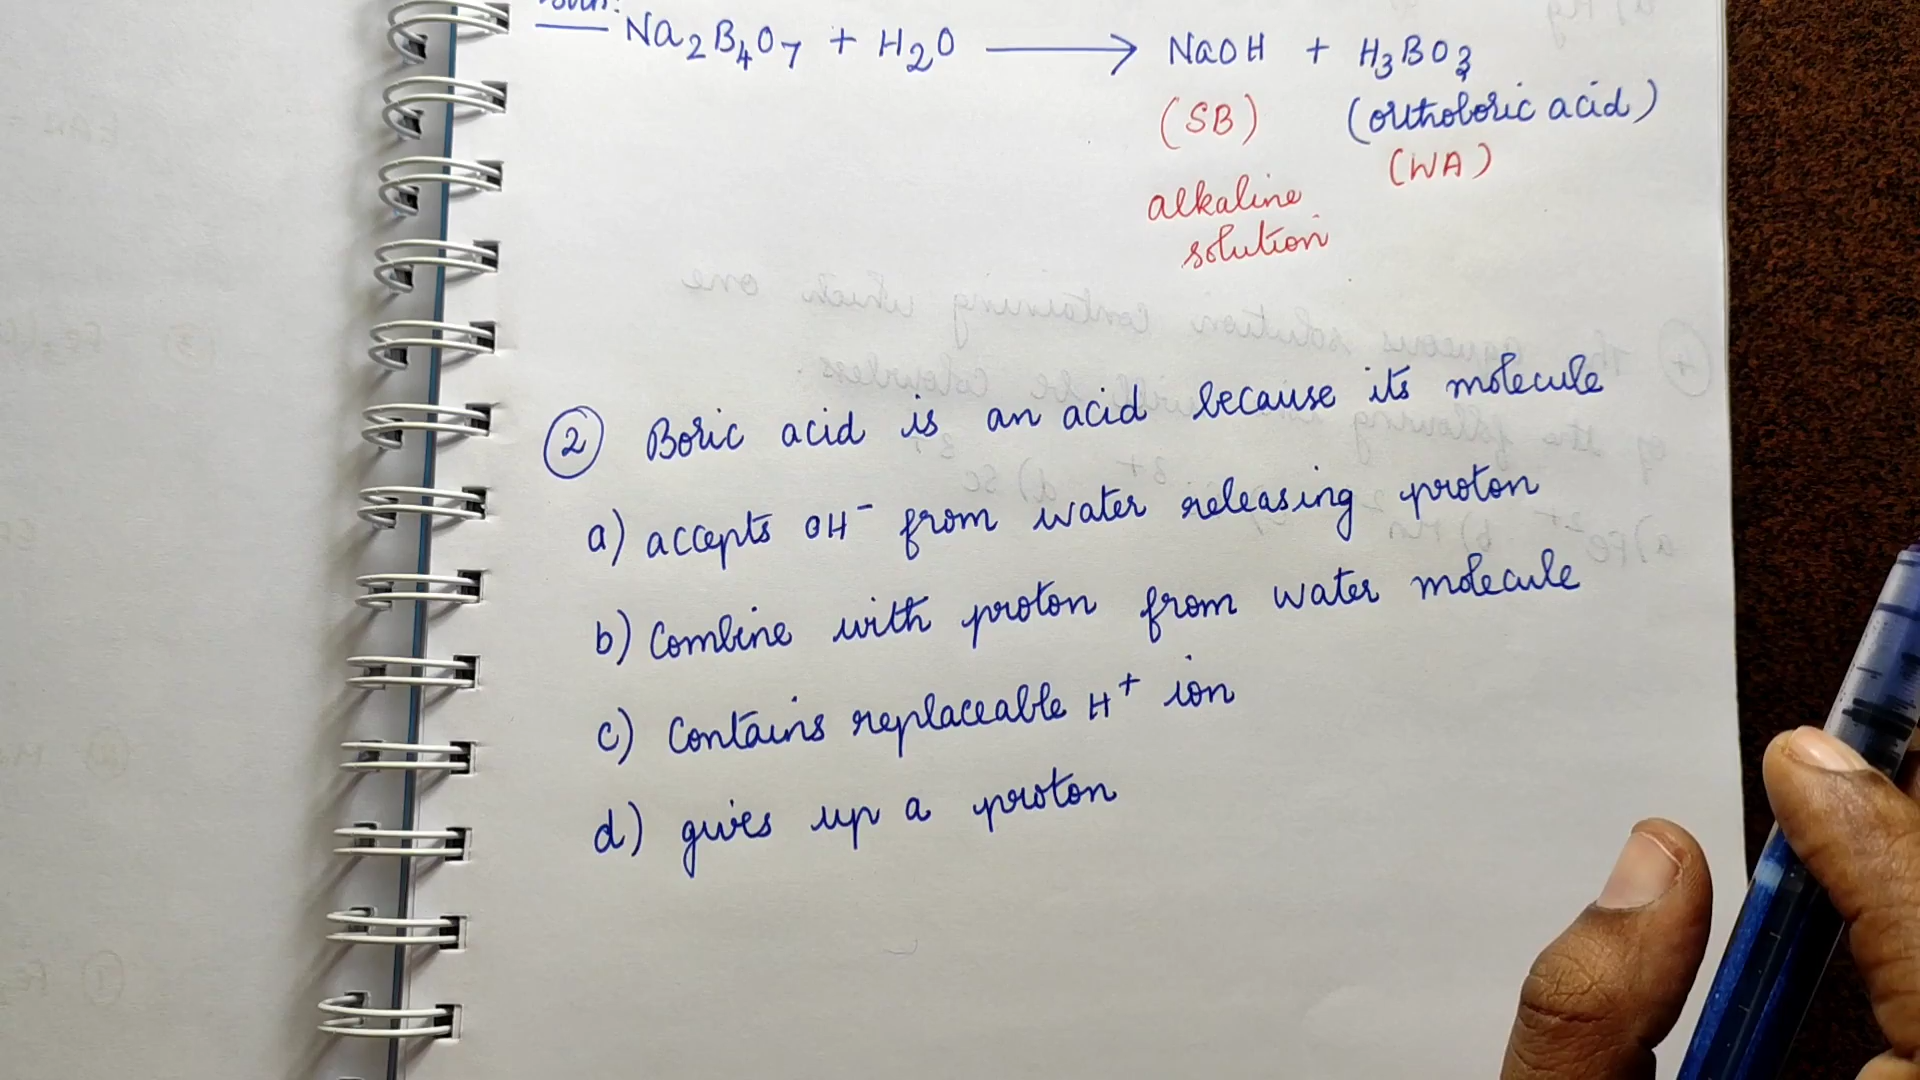 Na2B4O7 + H2O ⟶ NaOH + H3BO3
(SB) (orthoboric acid)
(WA)
alkaline
solution
② Boric acid is an acid because its molecule
a) accepts OH⁻ from water releasing proton
b) Combine with proton from water molecule
c) Contains replaceable H⁺ ion
d) gives up a proton